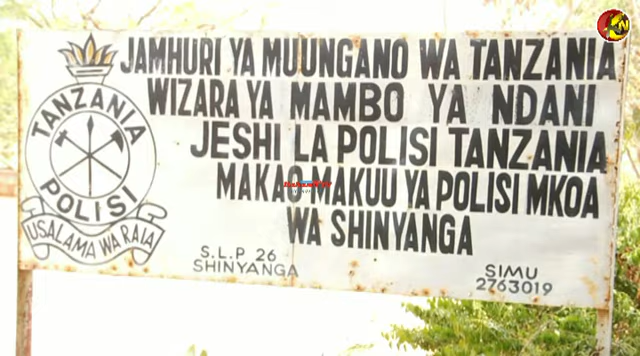 JAMHURI YA MUUNGANO WA TANZANIA
WIZARA YA MAMBO YA NDANI
JESHI LA POLISI TANZANIA
MAKAO MAKUU YA POLISI MKOA
WA SHINYANGA
TANZANIA
POLISI
USALAMA WA RAIA
S.L.P 26
SHINYANGA
SIMU
2763019